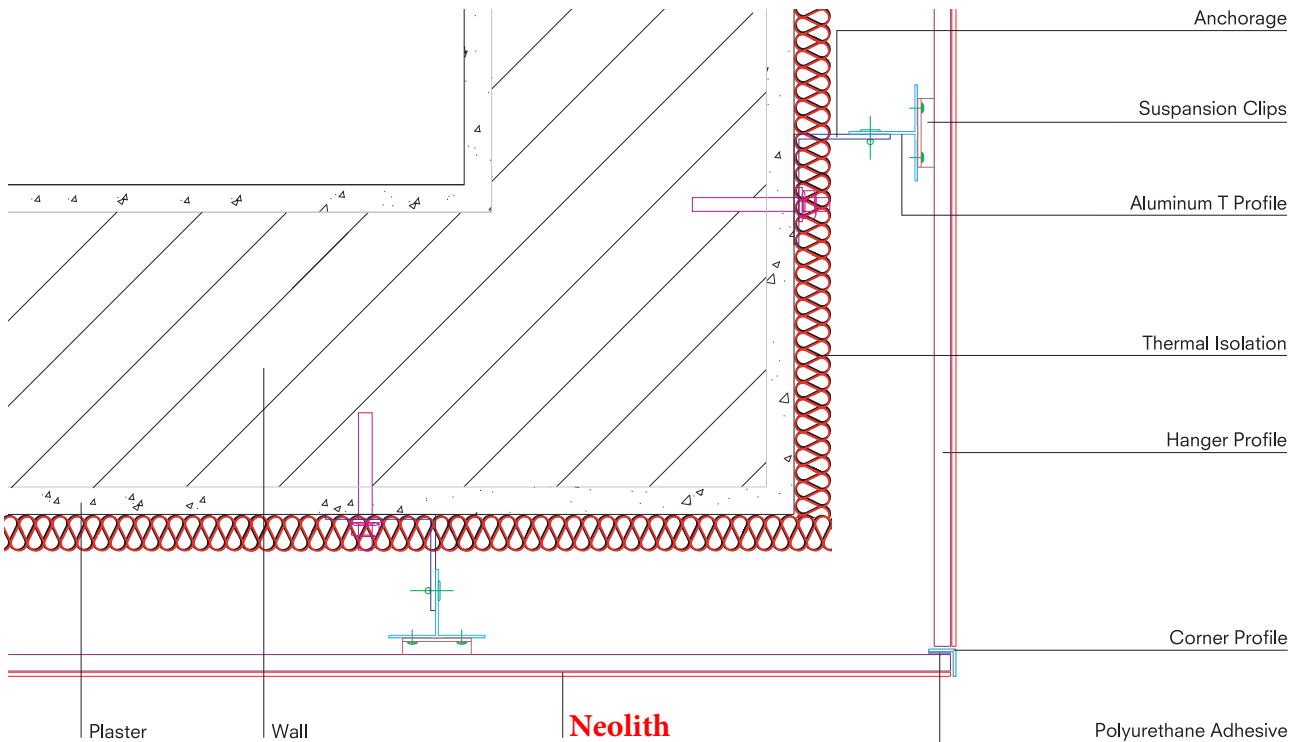 Anchorage
Suspansion Clips
Aluminum T Profile
Thermal Isolation
Hanger Profile
Corner Profile
Plaster
Wall
Neolith
Polyurethane Adhesive